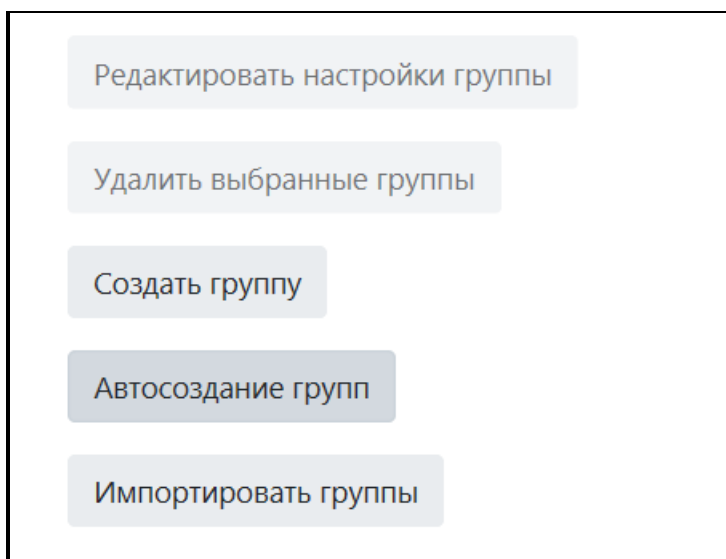 Редактировать настройки группы
Удалить выбранные группы
Создать группу
Автосоздание групп
Импортировать группы